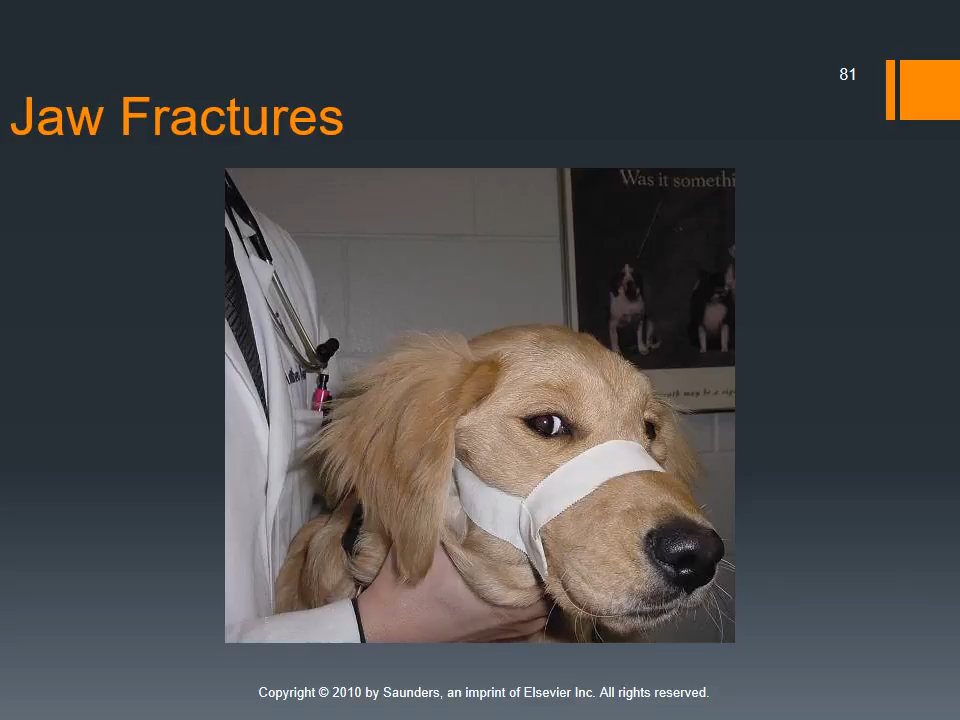 81
Jaw Fractures
Was it somethi
Copyright © 2010 by Saunders, an imprint of Elsevier Inc. All rights reserved.